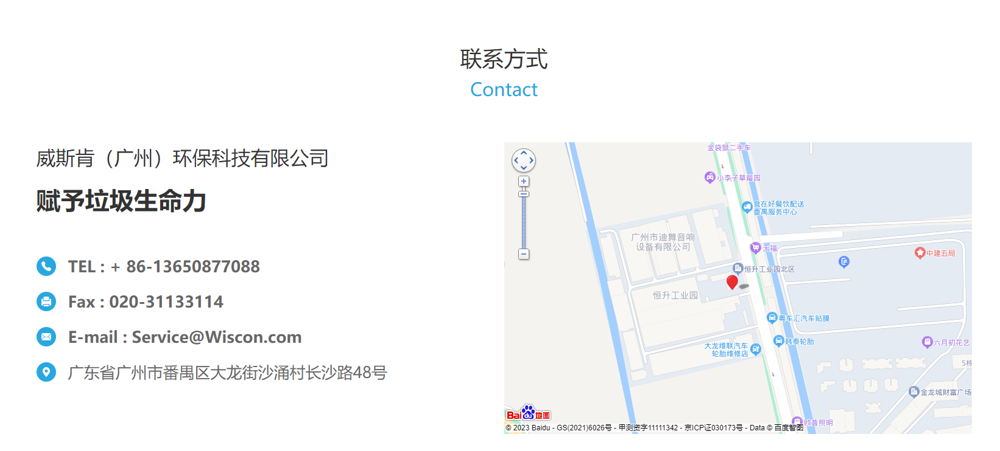 联系方式
Contact
威斯肯（广州）环保科技有限公司
赋予垃圾生命力
TEL : + 86-13650877088
Fax : 020-31133114
E-mail : Service@Wiscon.com
广东省广州市番禺区大龙街沙涌村长沙路48号
金袋鼠二手车
小李子草莓园
食在好餐饮配送
番禺服务中心
广州市迪舞音响
设备有限公司
天福
中建五局
恒升工业园北区
恒升工业园
粤车汇汽车贴膜
韩泰轮胎
六月初花艺
大龙维联汽车
轮胎维修店
5栋
金龙城财富广场
欧普照明
Bai du 地图
© 2023 Baidu - GS(2021)6026号 - 甲测资字11111342 - 京ICP证030173号 - Data © 百度智图